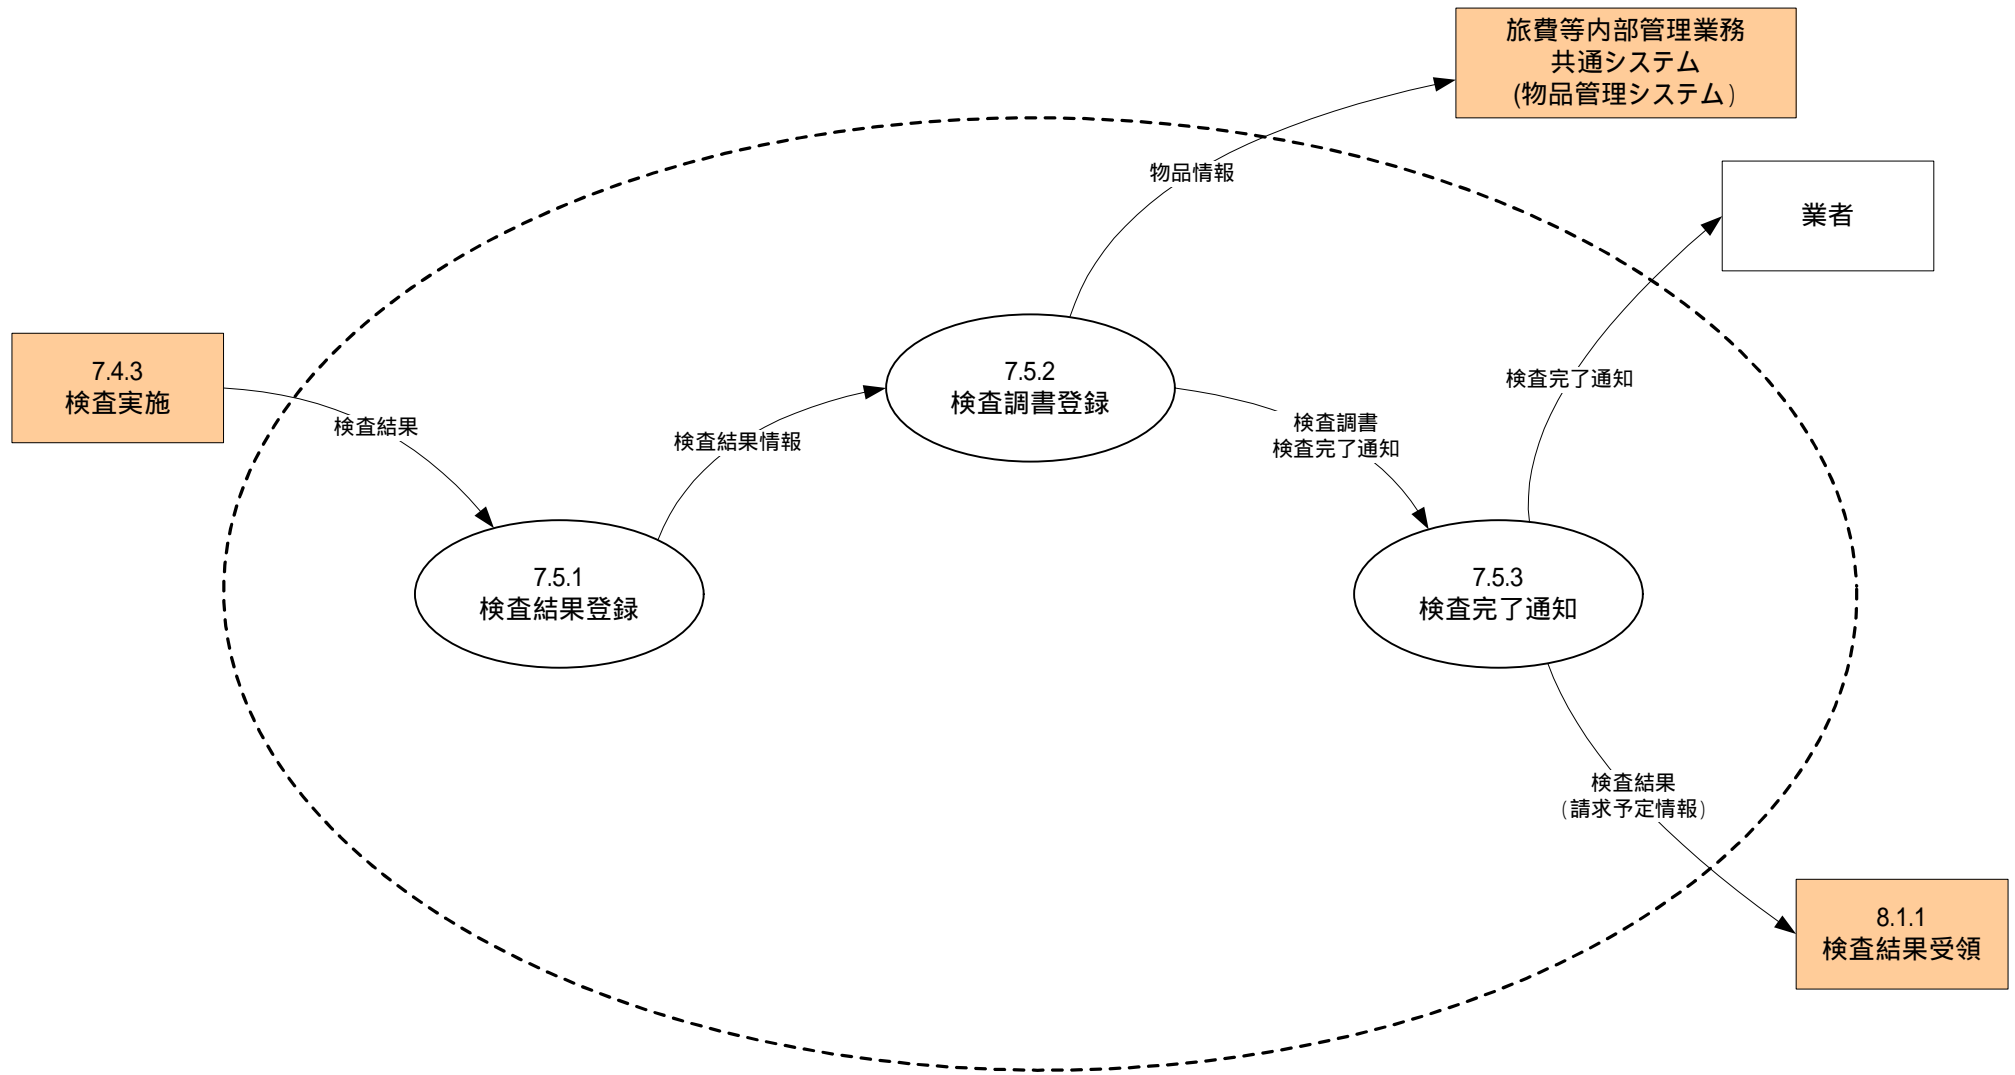 旅費等内部管理業務
共通システム
(物品管理システム)
物品情報
業者
7.4.3
検査実施
検査結果
検査結果情報
7.5.2
検査調書登録
検査調書
検査完了通知
検査完了通知
7.5.1
検査結果登録
7.5.3
検査完了通知
検査結果
(請求予定情報)
8.1.1
検査結果受領